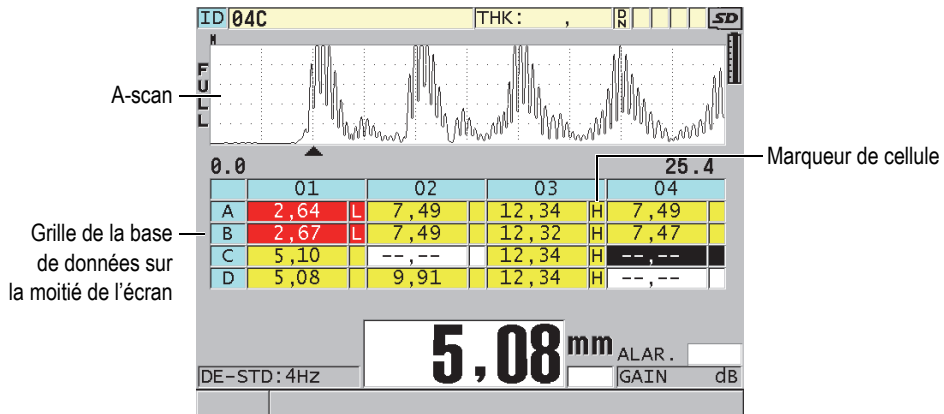 ID 04C THK: , DN SD
M
FULL
A-scan
0.0 25.4
Marqueur de cellule
01 02 03 04
A 2,64 L 7,49 12,34 H 7,49
B 2,67 L 7,49 12,32 H 7,47
C 5,10 --,-- 12,34 H --,--
D 5,08 9,91 12,34 H --,--
Grille de la base
de données sur
la moitié de l'écran
5,08 mm
ALAR.
DE-STD:4Hz GAIN dB